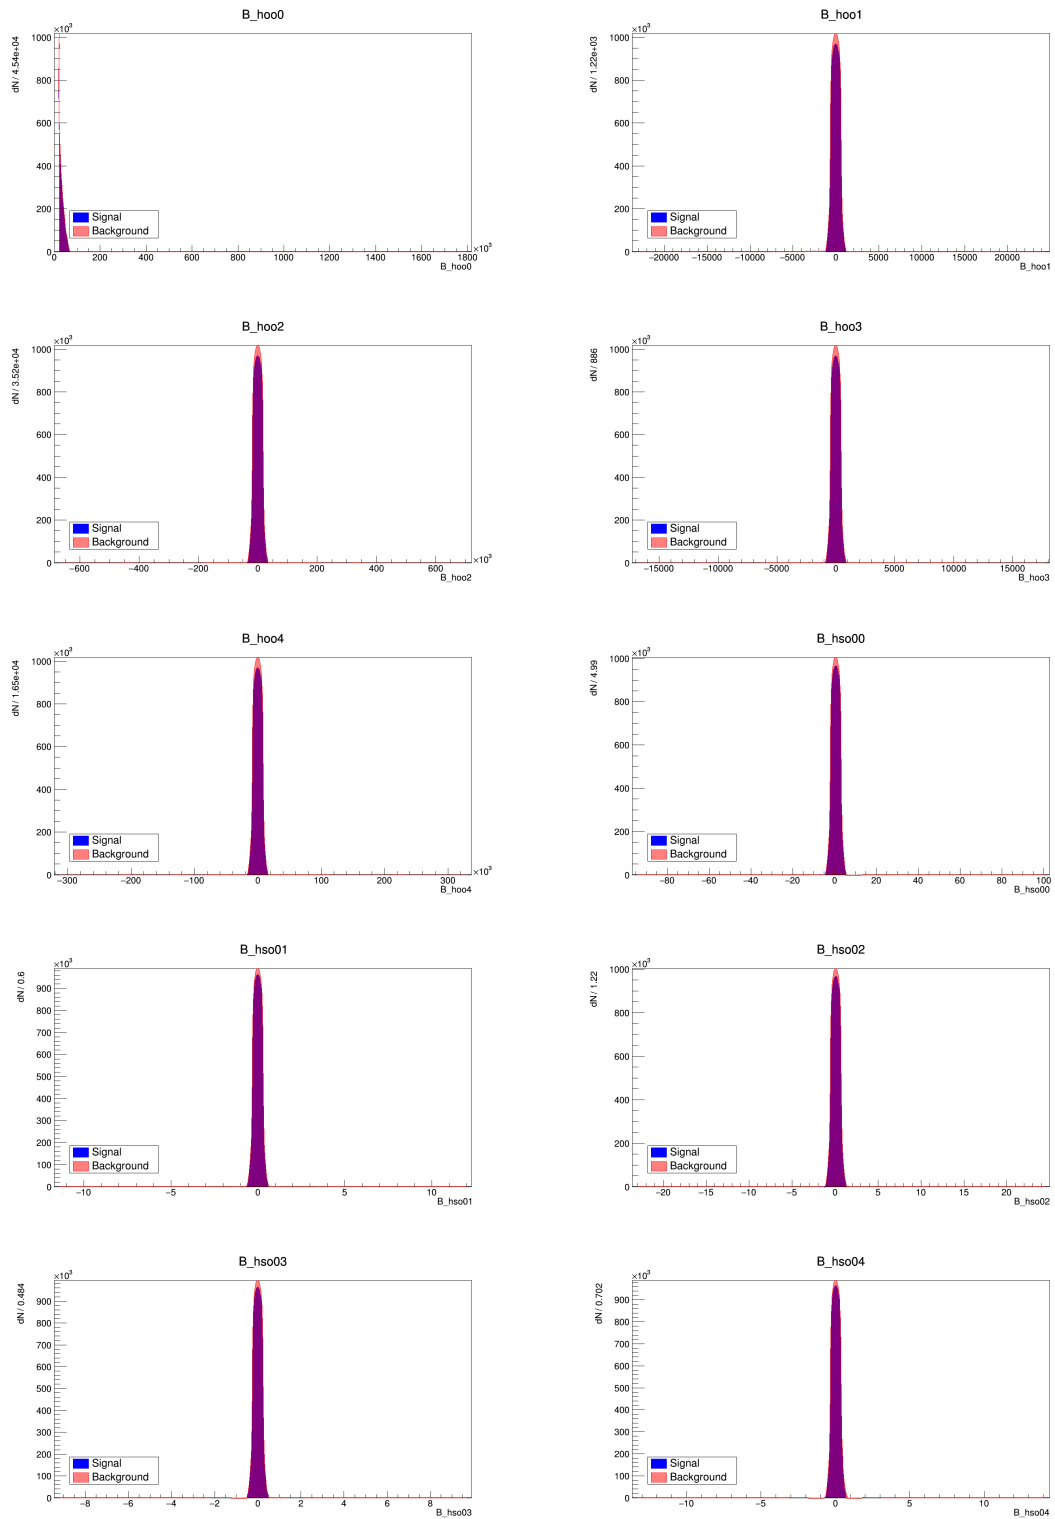 B_hoo0
×10³
dN / 4.54e+04
1000
800
600
400
200
0
Signal
Background
0 200 400 600 800 1000 1200 1400 1600 1800 ×10³
B_hoo0
B_hoo1
×10³
dN / 1.22e+03
1000
800
600
400
200
0
Signal
Background
−20000 −15000 −10000 −5000 0 5000 10000 15000 20000
B_hoo1
B_hoo2
×10³
dN / 3.52e+04
1000
800
600
400
200
0
Signal
Background
−600 −400 −200 0 200 400 600 ×10³
B_hoo2
B_hoo3
×10³
dN / 886
1000
800
600
400
200
0
Signal
Background
−15000 −10000 −5000 0 5000 10000 15000
B_hoo3
B_hoo4
×10³
dN / 1.65e+04
1000
800
600
400
200
0
Signal
Background
−300 −200 −100 0 100 200 300 ×10³
B_hoo4
B_hso00
×10³
dN / 4.99
1000
800
600
400
200
0
Signal
Background
−80 −60 −40 −20 0 20 40 60 80 100
B_hso00
B_hso01
×10³
dN / 0.6
900
800
700
600
500
400
300
200
100
0
Signal
Background
−10 −5 0 5 10
B_hso01
B_hso02
×10³
dN / 1.22
1000
800
600
400
200
0
Signal
Background
−20 −15 −10 −5 0 5 10 15 20
B_hso02
B_hso03
×10³
dN / 0.484
900
800
700
600
500
400
300
200
100
0
Signal
Background
−8 −6 −4 −2 0 2 4 6 8
B_hso03
B_hso04
×10³
dN / 0.702
900
800
700
600
500
400
300
200
100
0
Signal
Background
−10 −5 0 5 10
B_hso04